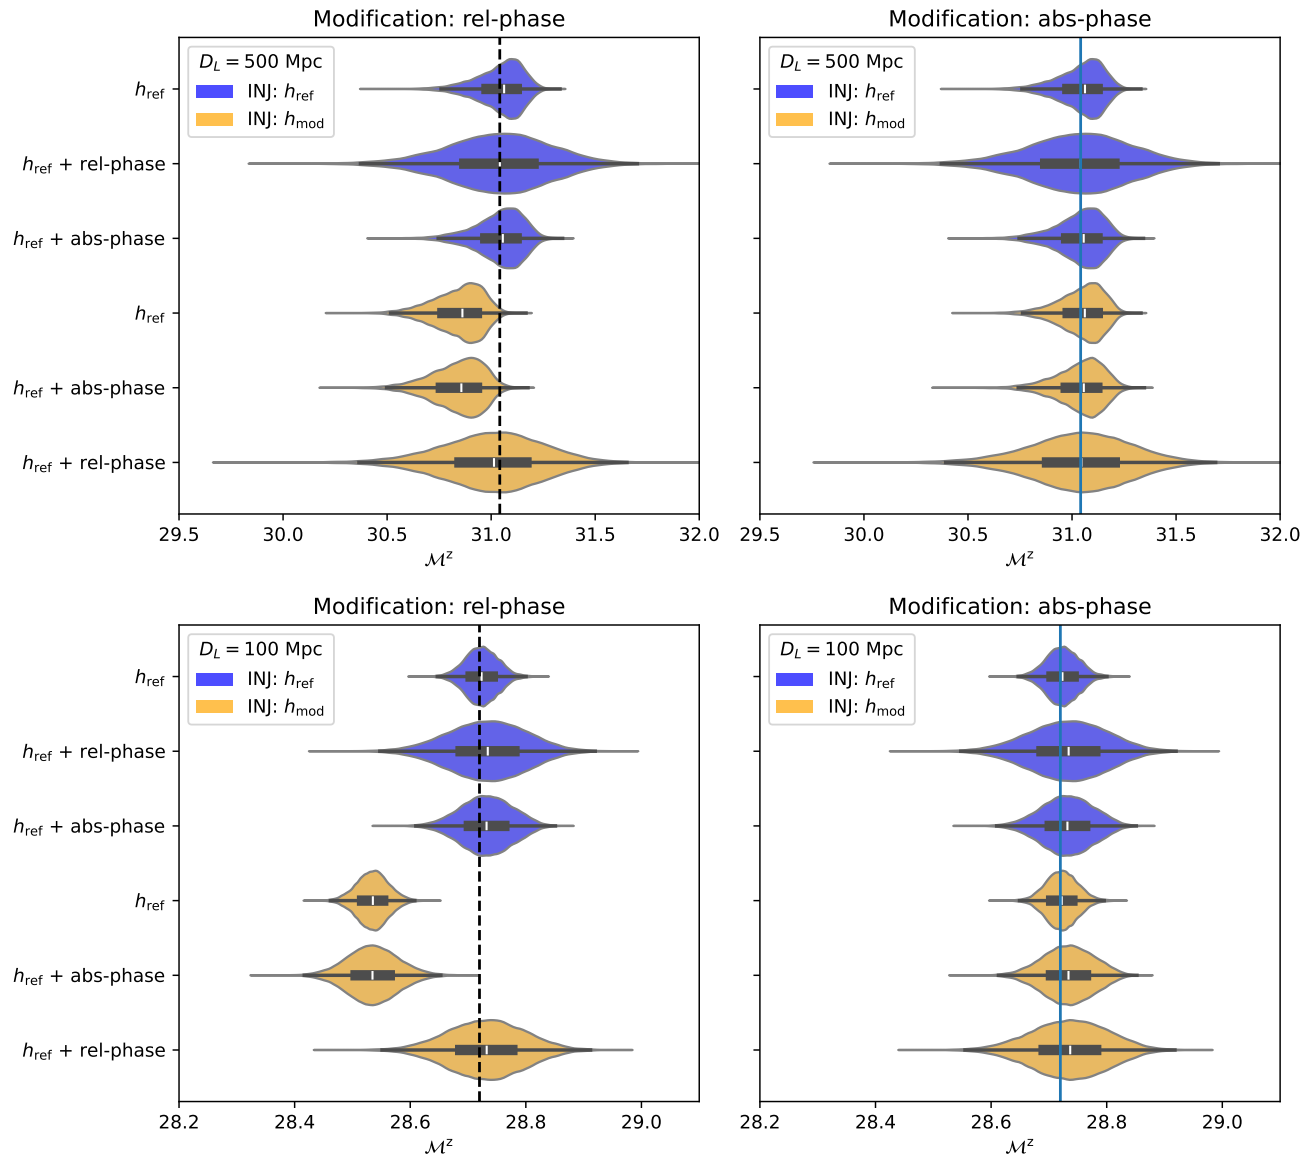 Modification: rel-phase
D_L = 500 Mpc
INJ: h_ref
INJ: h_mod
h_ref
h_ref + rel-phase
h_ref + abs-phase
h_ref
h_ref + abs-phase
h_ref + rel-phase
29.5 30.0 30.5 31.0 31.5 32.0
ℳ^z
Modification: abs-phase
D_L = 500 Mpc
INJ: h_ref
INJ: h_mod
29.5 30.0 30.5 31.0 31.5 32.0
ℳ^z
Modification: rel-phase
D_L = 100 Mpc
INJ: h_ref
INJ: h_mod
h_ref
h_ref + rel-phase
h_ref + abs-phase
h_ref
h_ref + abs-phase
h_ref + rel-phase
28.2 28.4 28.6 28.8 29.0
ℳ^z
Modification: abs-phase
D_L = 100 Mpc
INJ: h_ref
INJ: h_mod
28.2 28.4 28.6 28.8 29.0
ℳ^z